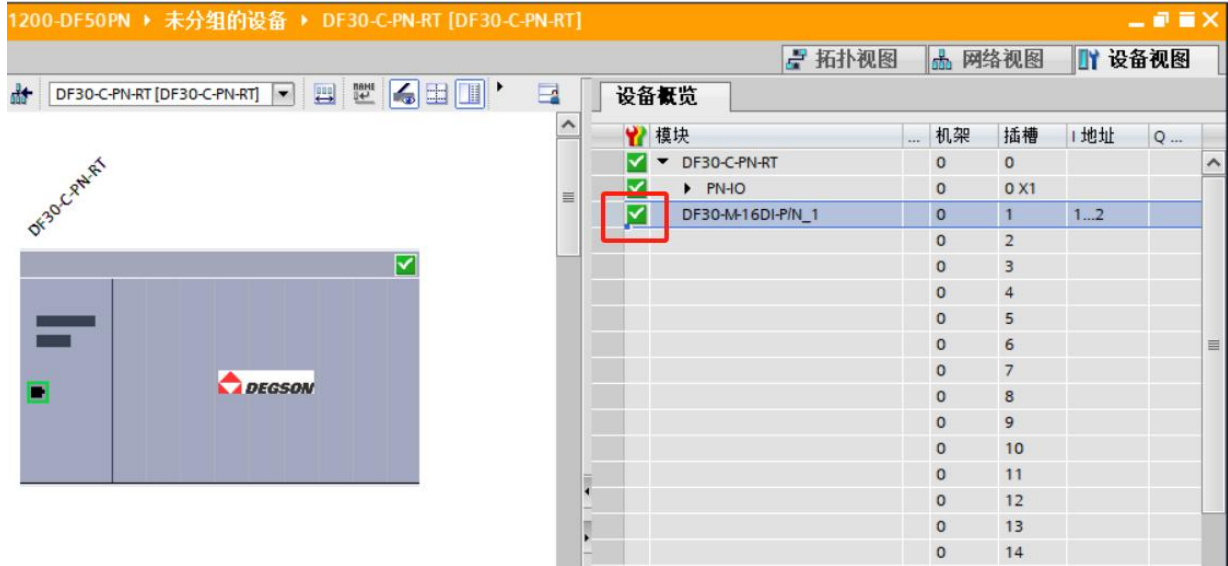 1200-DF50PN ▸ 未分组的设备 ▸ DF30-C-PN-RT [DF30-C-PN-RT]
拓扑视图 网络视图 设备视图
DF30-C-PN-RT [DF30-C-PN-RT]
DF30-C-PN-RT
DEGSON
设备概览
模块 ... 机架 插槽 I 地址 Q ...
DF30-C-PN-RT 0 0
PN-IO 0 0 X1
DF30-M-16DI-P/N_1 0 1 1...2
0 2
0 3
0 4
0 5
0 6
0 7
0 8
0 9
0 10
0 11
0 12
0 13
0 14